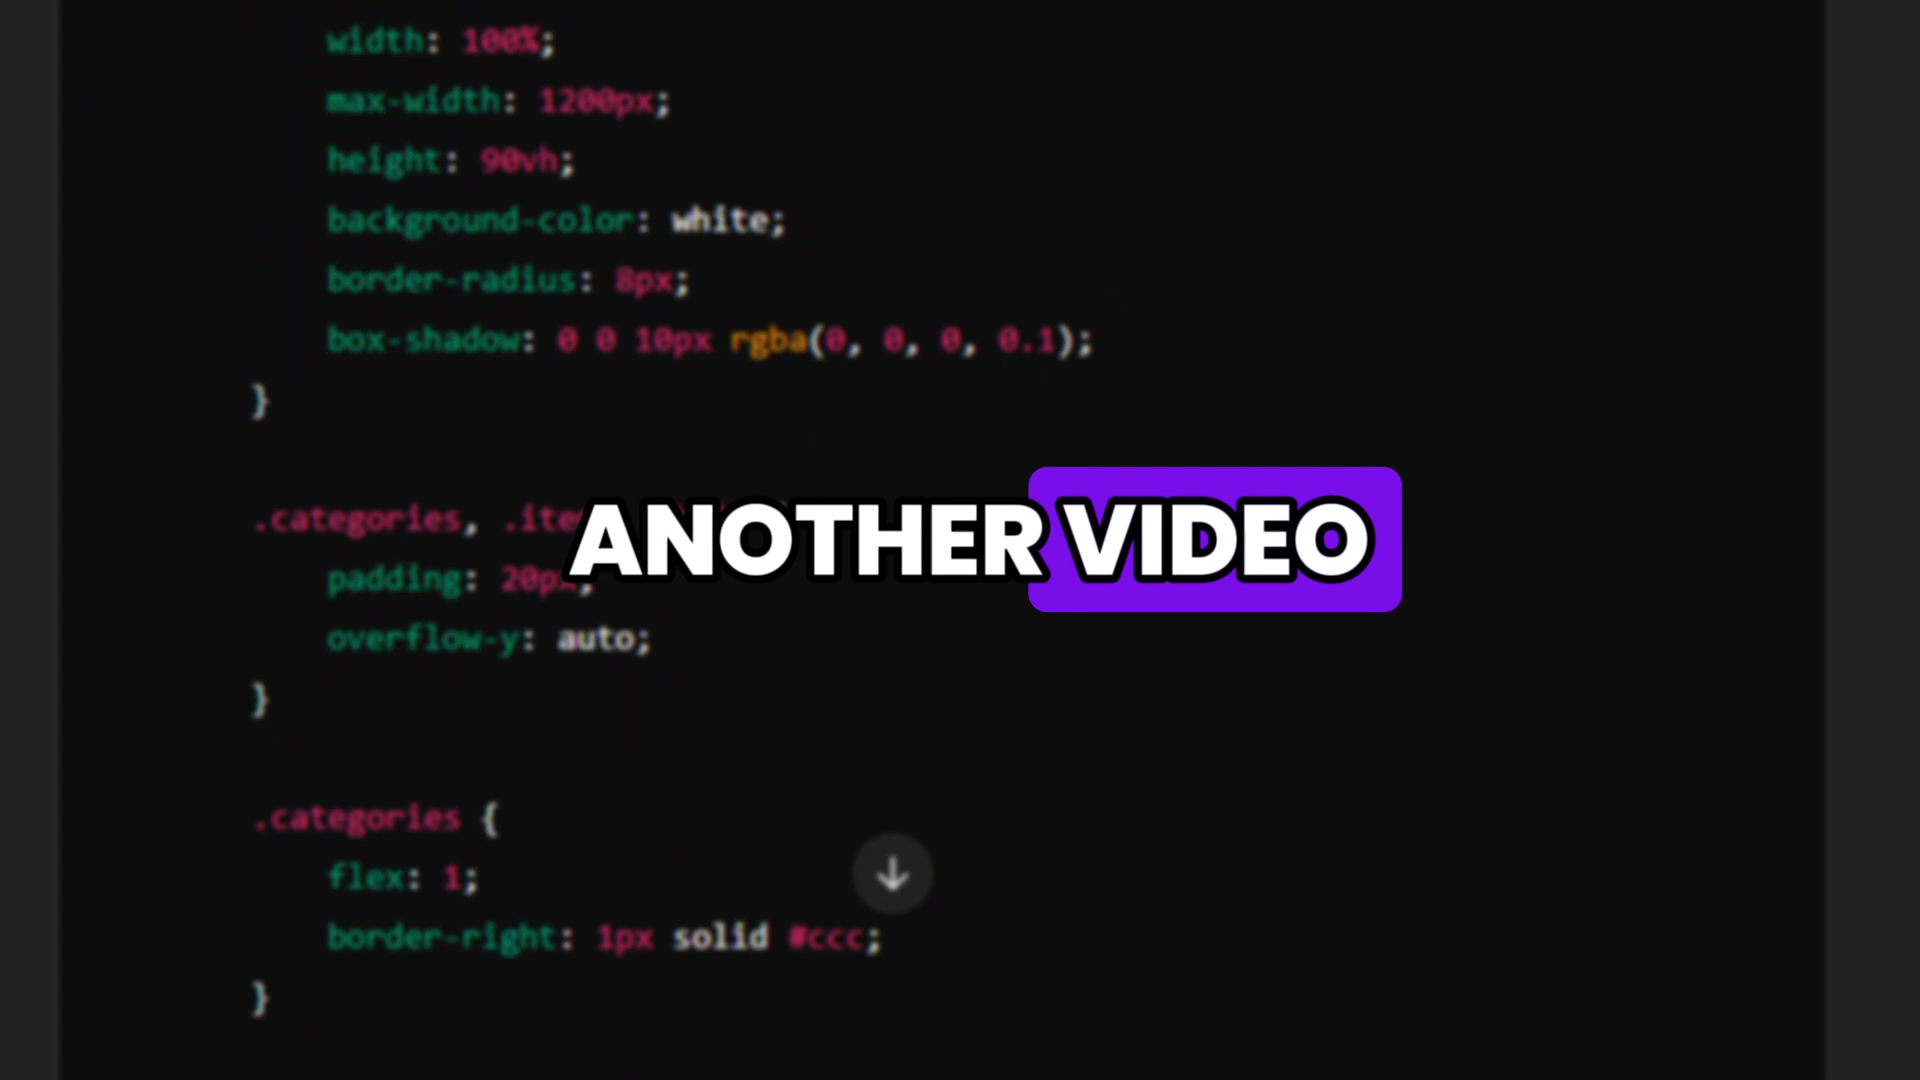 width: 100%;
max-width: 1200px;
height: 90vh;
background-color: white;
border-radius: 8px;
box-shadow: 0 0 10px rgba(0, 0, 0, 0.1);
}
.categories, .ite
ANOTHER VIDEO
padding: 20px;
overflow-y: auto;
}
.categories {
flex: 1;
border-right: 1px solid #ccc;
}